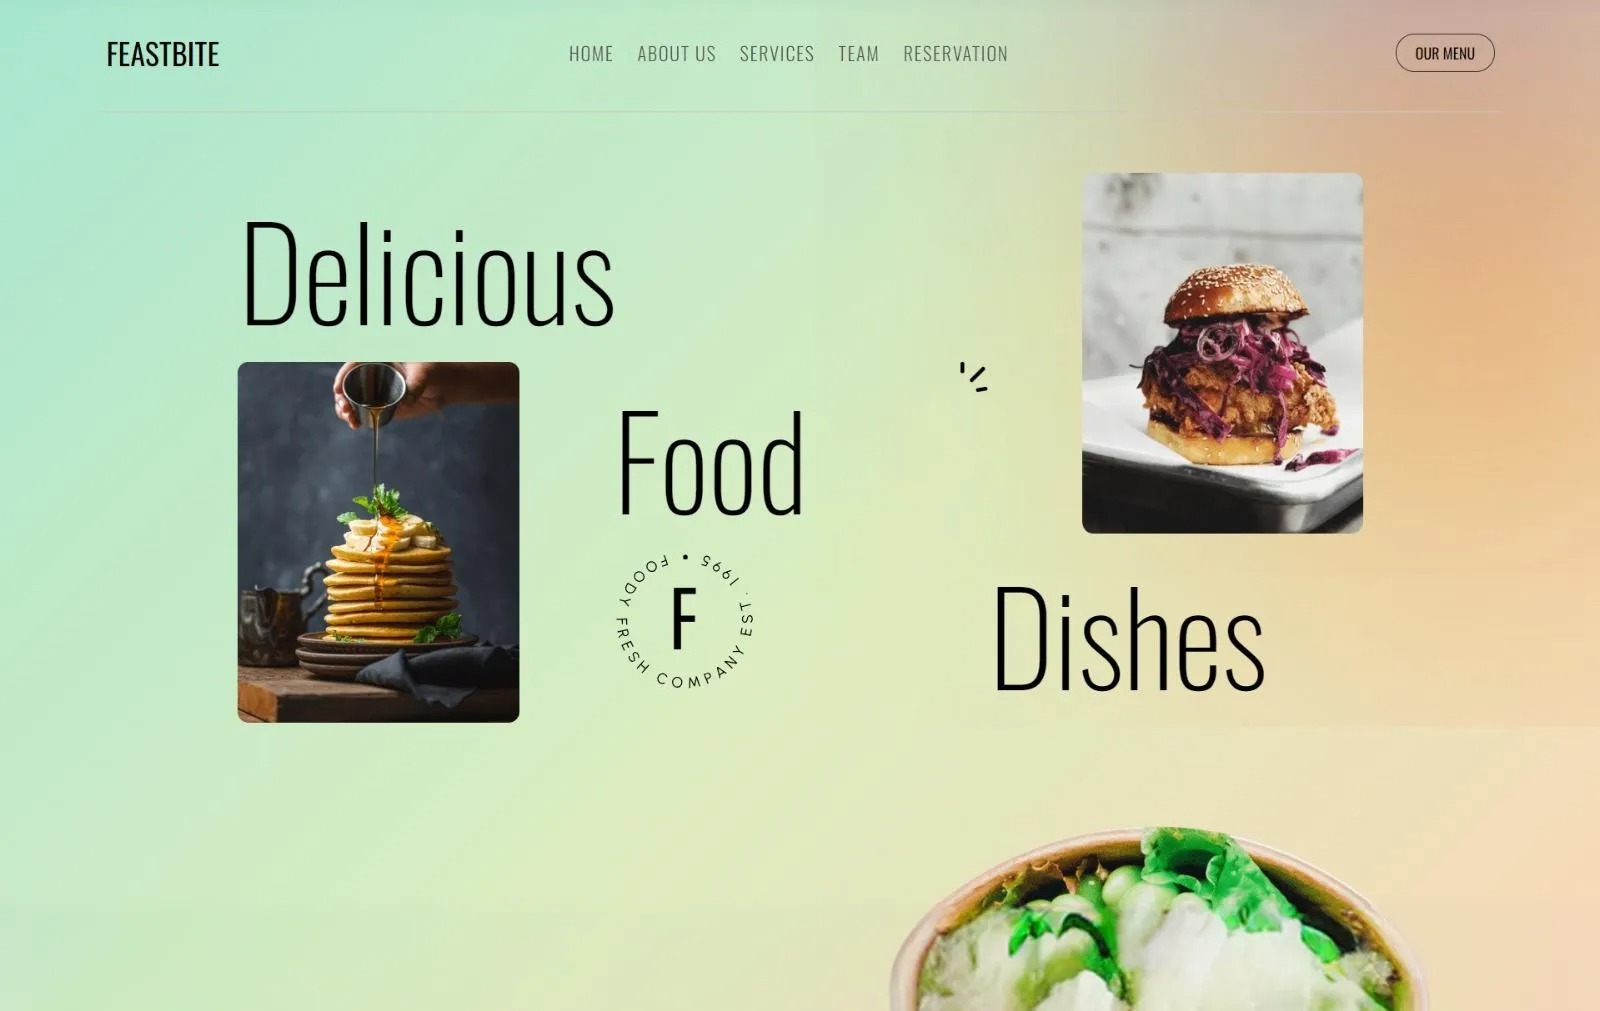 FEASTBITE
HOME ABOUT US SERVICES TEAM RESERVATION
OUR MENU
Delicious
Food
F
FOODY FRESH COMPANY EST. 1995 •
Dishes